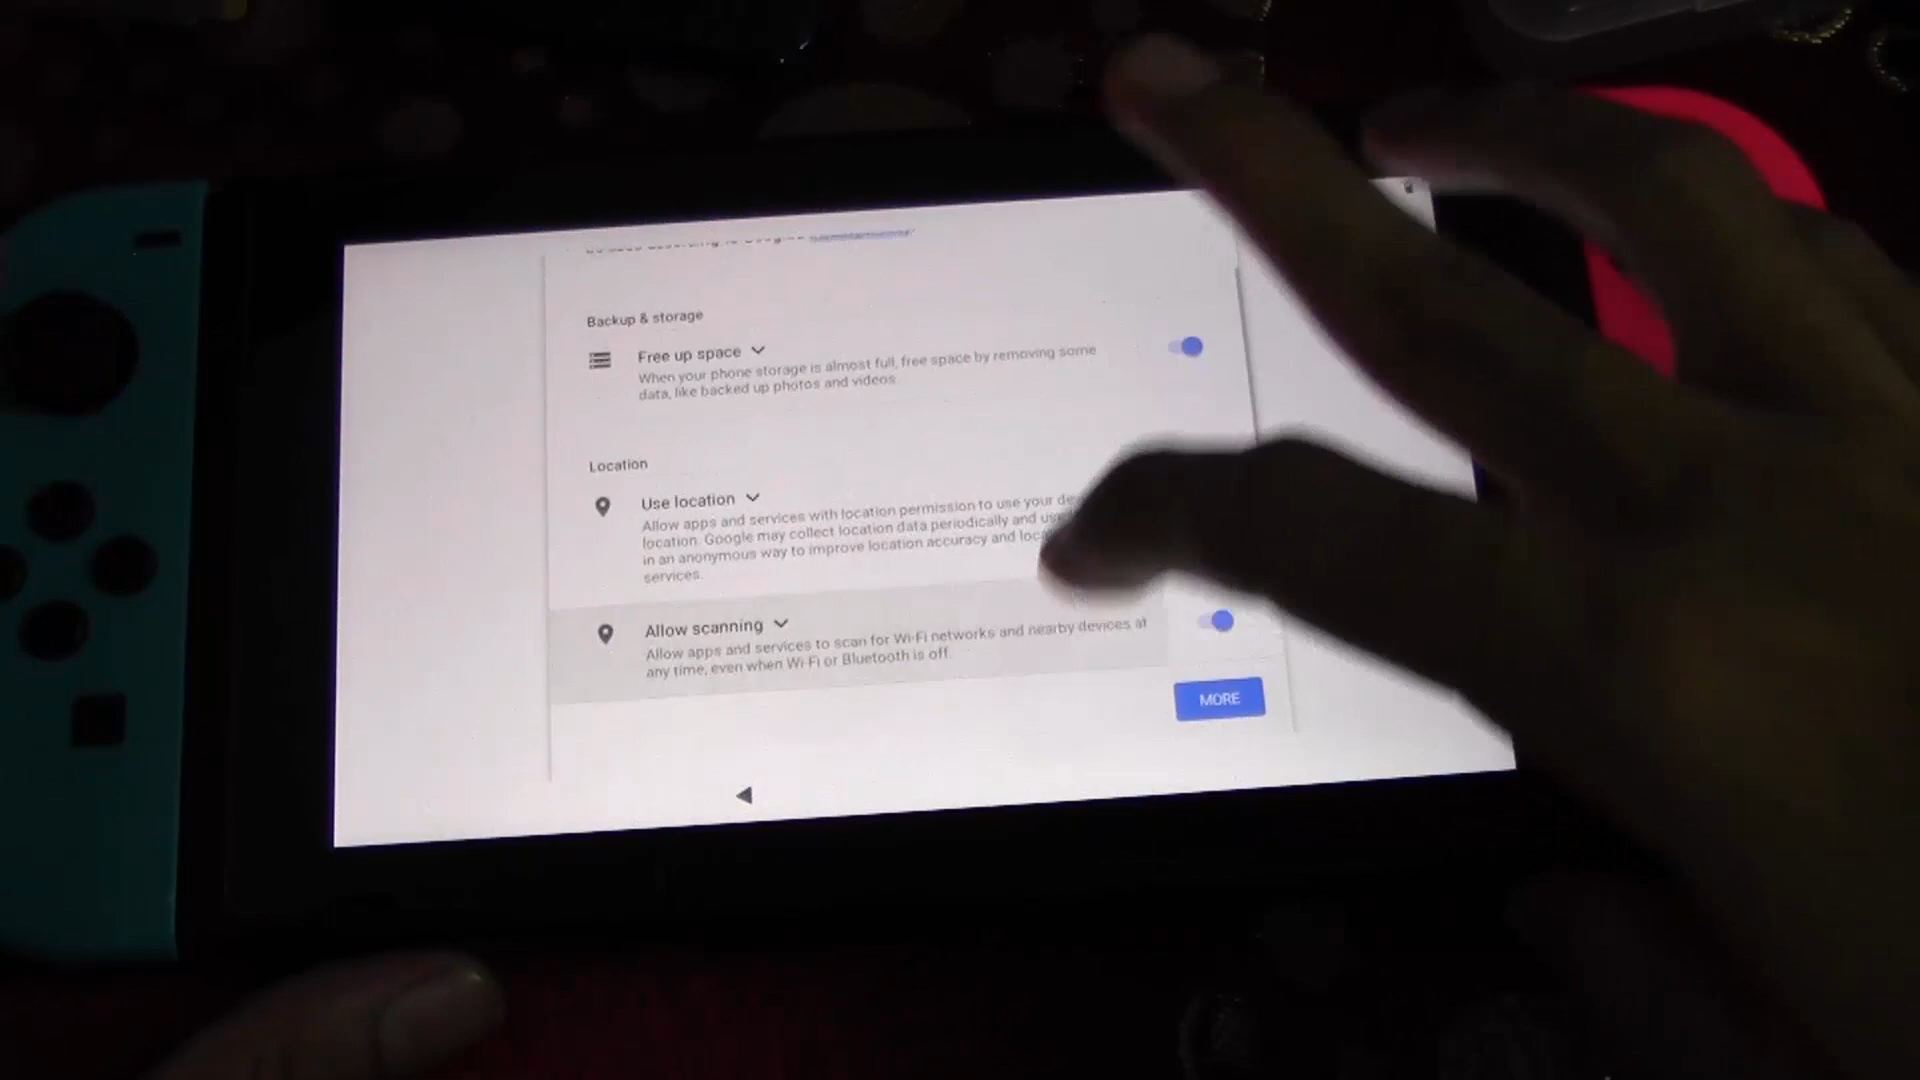 Backup & storage
Free up space
When your phone storage is almost full, free space by removing some
data, like backed up photos and videos.
Location
Use location
Allow apps and services with location permission to use your
location. Google may collect location data periodically and
in an anonymous way to improve location accuracy and
services.
Allow scanning
Allow apps and services to scan for Wi-Fi networks and nearby devices at
any time, even when Wi-Fi or Bluetooth is off.
MORE